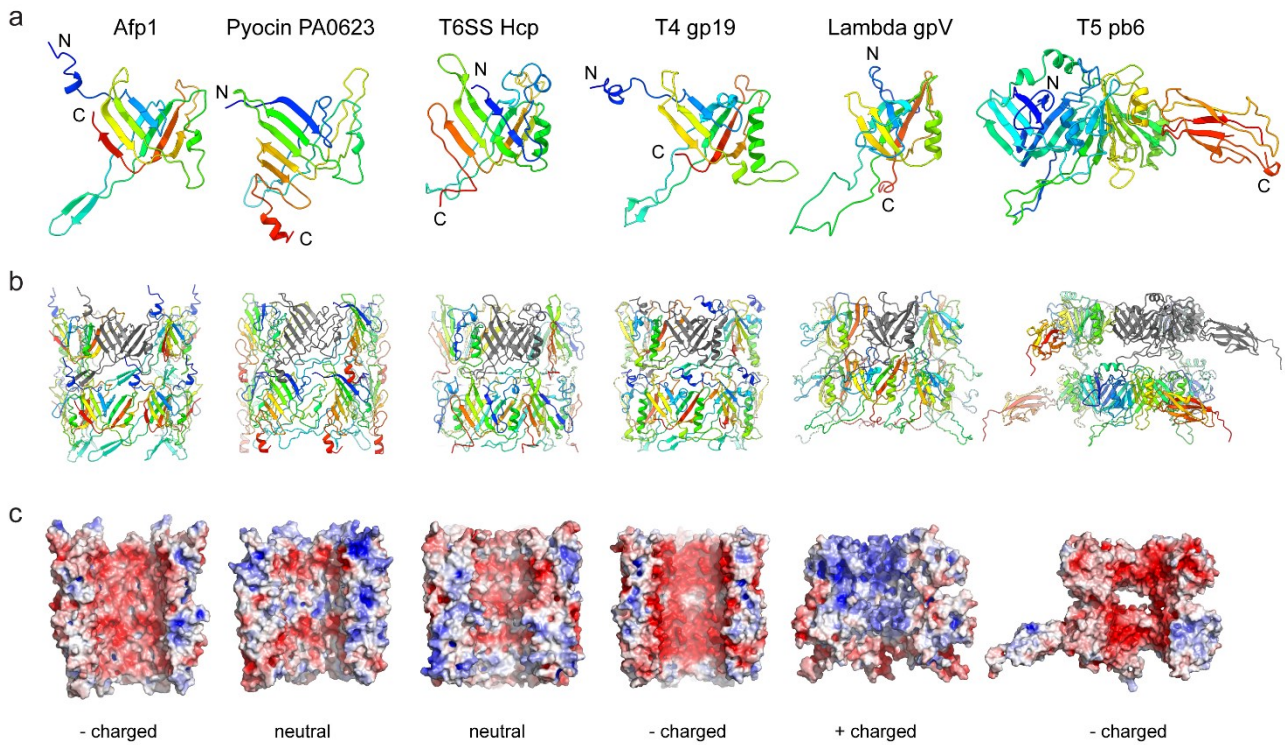 a
Afp1 Pyocin PA0623 T6SS Hcp T4 gp19 Lambda gpV T5 pb6
N C
N C
N C
N C
N C
N C
b
c
- charged neutral neutral - charged + charged - charged